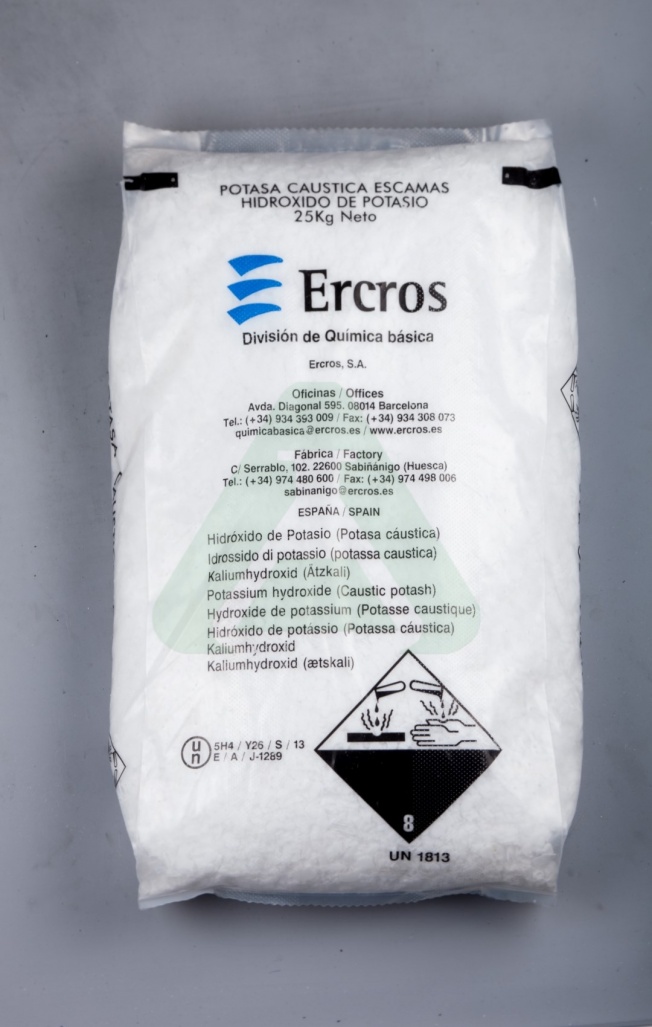 POTASA CAUSTICA ESCAMAS
HIDROXIDO DE POTASIO
25Kg Neto
Ercros
División de Química básica
Ercros, S.A.
Oficinas / Offices
Avda. Diagonal 595. 08014 Barcelona
Tel.: (+34) 934 393 009 / Fax: (+34) 934 308 073
quimicabasica@ercros.es / www.ercros.es
Fábrica / Factory
C/ Serrablo, 102. 22600 Sabiñánigo (Huesca)
Tel.: (+34) 974 480 600 / Fax: (+34) 974 498 006
sabinanigo@ercros.es
ESPAÑA / SPAIN
Hidróxido de Potasio (Potasa cáustica)
Idrossido di potassio (potassa caustica)
Kaliumhydroxid (Ätzkali)
Potassium hydroxide (Caustic potash)
Hydroxide de potassium (Potasse caustique)
Hidróxido de potássio (Potassa cáustica)
Kaliumhydroxid
Kaliumhydroxid (ætskali)
un
5H4 / Y26 / S / 13
E / A / J-1289
8
UN 1813